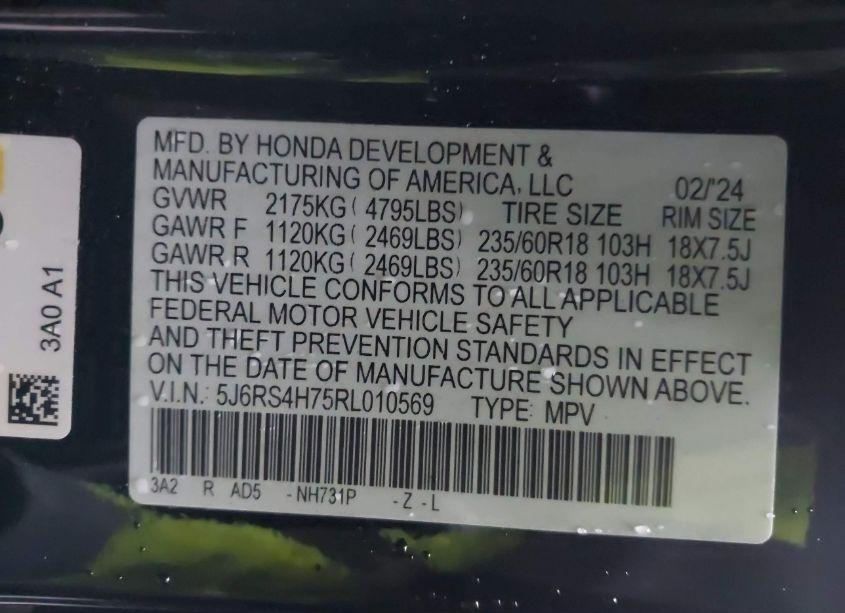 MFD. BY HONDA DEVELOPMENT &
MANUFACTURING OF AMERICA, LLC 02/'24
GVWR 2175KG ( 4795LBS) TIRE SIZE RIM SIZE
GAWR F 1120KG ( 2469LBS) 235/60R18 103H 18X7.5J
GAWR R 1120KG ( 2469LBS) 235/60R18 103H 18X7.5J
THIS VEHICLE CONFORMS TO ALL APPLICABLE
FEDERAL MOTOR VEHICLE SAFETY
AND THEFT PREVENTION STANDARDS IN EFFECT
ON THE DATE OF MANUFACTURE SHOWN ABOVE.
V.I.N.: 5J6RS4H75RL010569 TYPE: MPV
3A2 R AD5 -NH731P -Z -L
3A0 A1